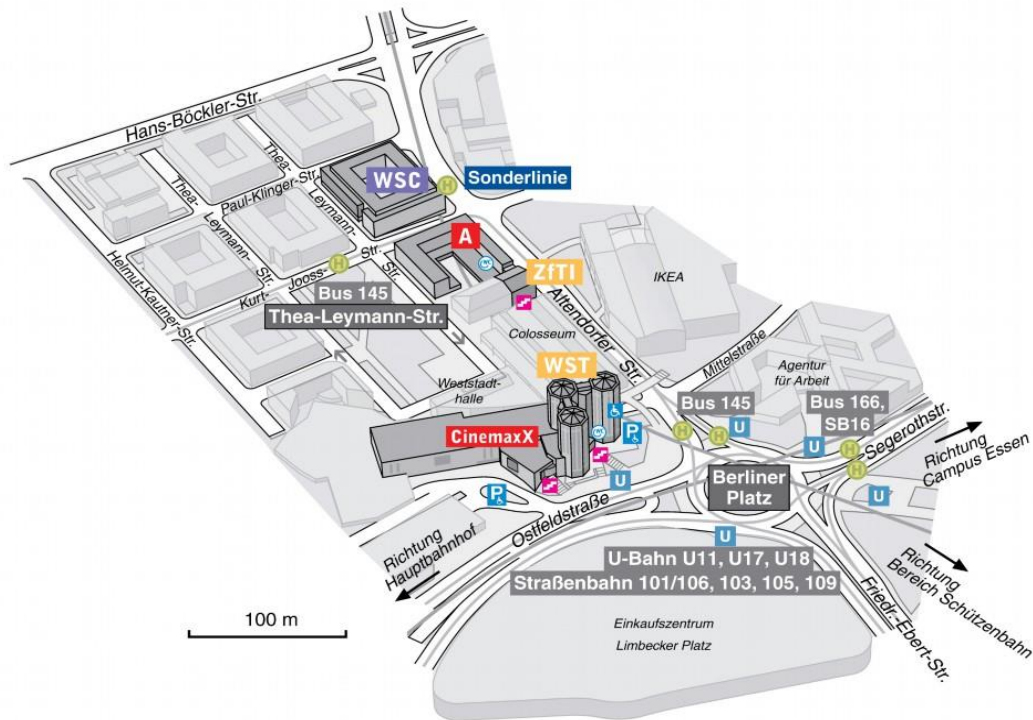 Hans-Böckler-Str.
Thea-
Leymann-
Str.
Thea-
Leymann-
Str.
Paul-Klinger-Str.
Helmut-Kautner-Str.
Kurt-
Jooss-
Str.
WSC
H
Sonderlinie
A
ZfTI
H
Bus 145
Thea-Leymann-Str.
Colosseum
IKEA
Altendorfer Str.
Mittelstraße
WST
Weststadt-
halle
CinemaxX
P
P
U
Agentur
für Arbeit
Bus 145
H
H
U
Bus 166,
SB16
U
H
H
Segerothstr.
Richtung
Campus Essen
Berliner
Platz
U
Ostfeldstraße
Richtung
Hauptbahnhof
U
U-Bahn U11, U17, U18
Straßenbahn 101/106, 103, 105, 109
Richtung
Bereich Schützenbahn
Friedr.-Ebert-Str.
100 m
Einkaufszentrum
Limbecker Platz